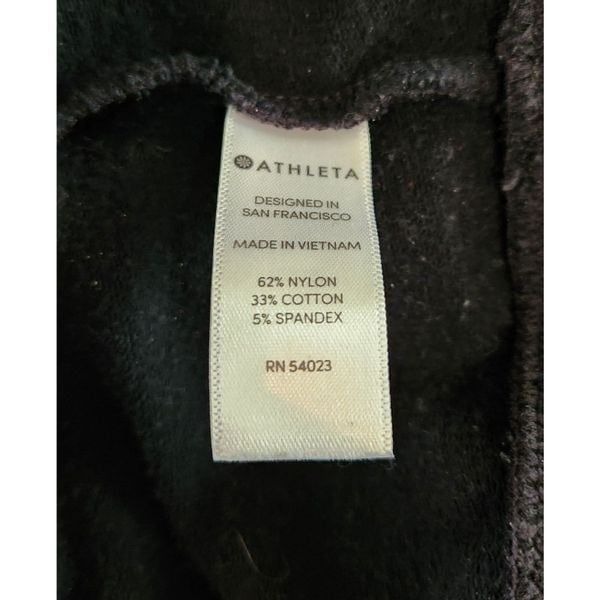 ATHLETA
DESIGNED IN
SAN FRANCISCO
MADE IN VIETNAM
62% NYLON
33% COTTON
5% SPANDEX
RN 54023